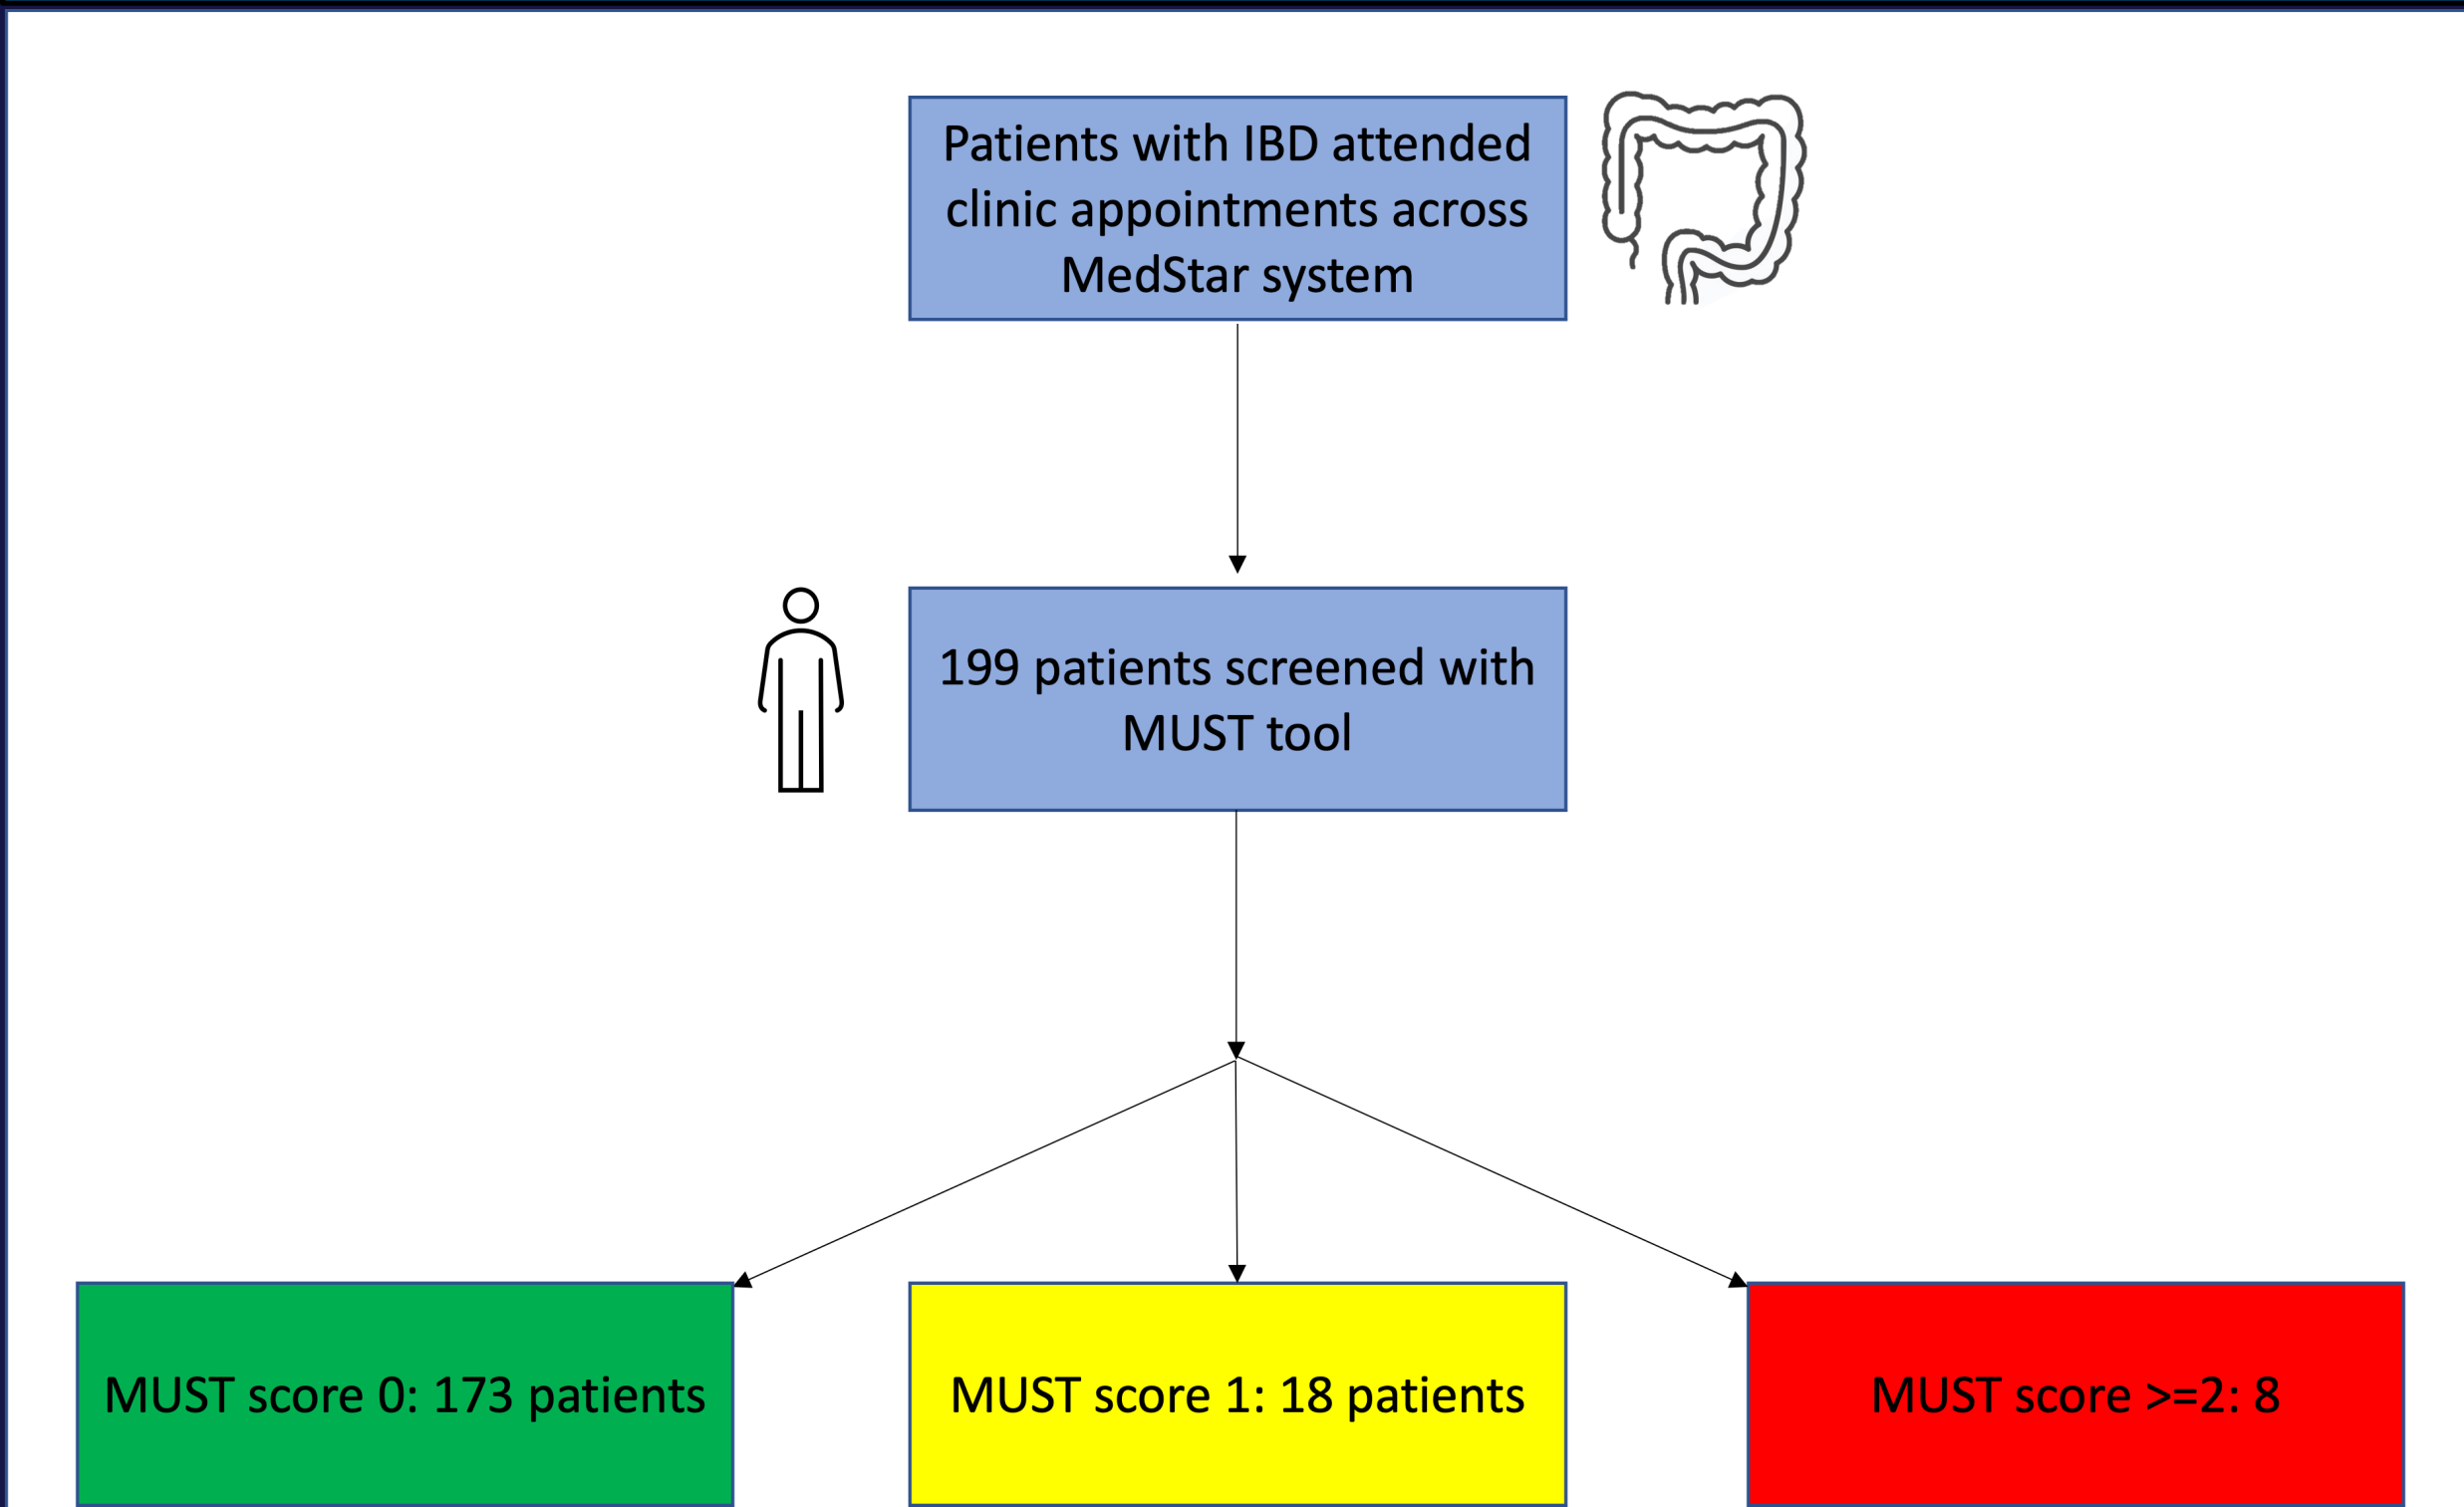 Patients with IBD attended
clinic appointments across
MedStar system
199 patients screened with
MUST tool
MUST score 0: 173 patients
MUST score 1: 18 patients
MUST score >=2: 8